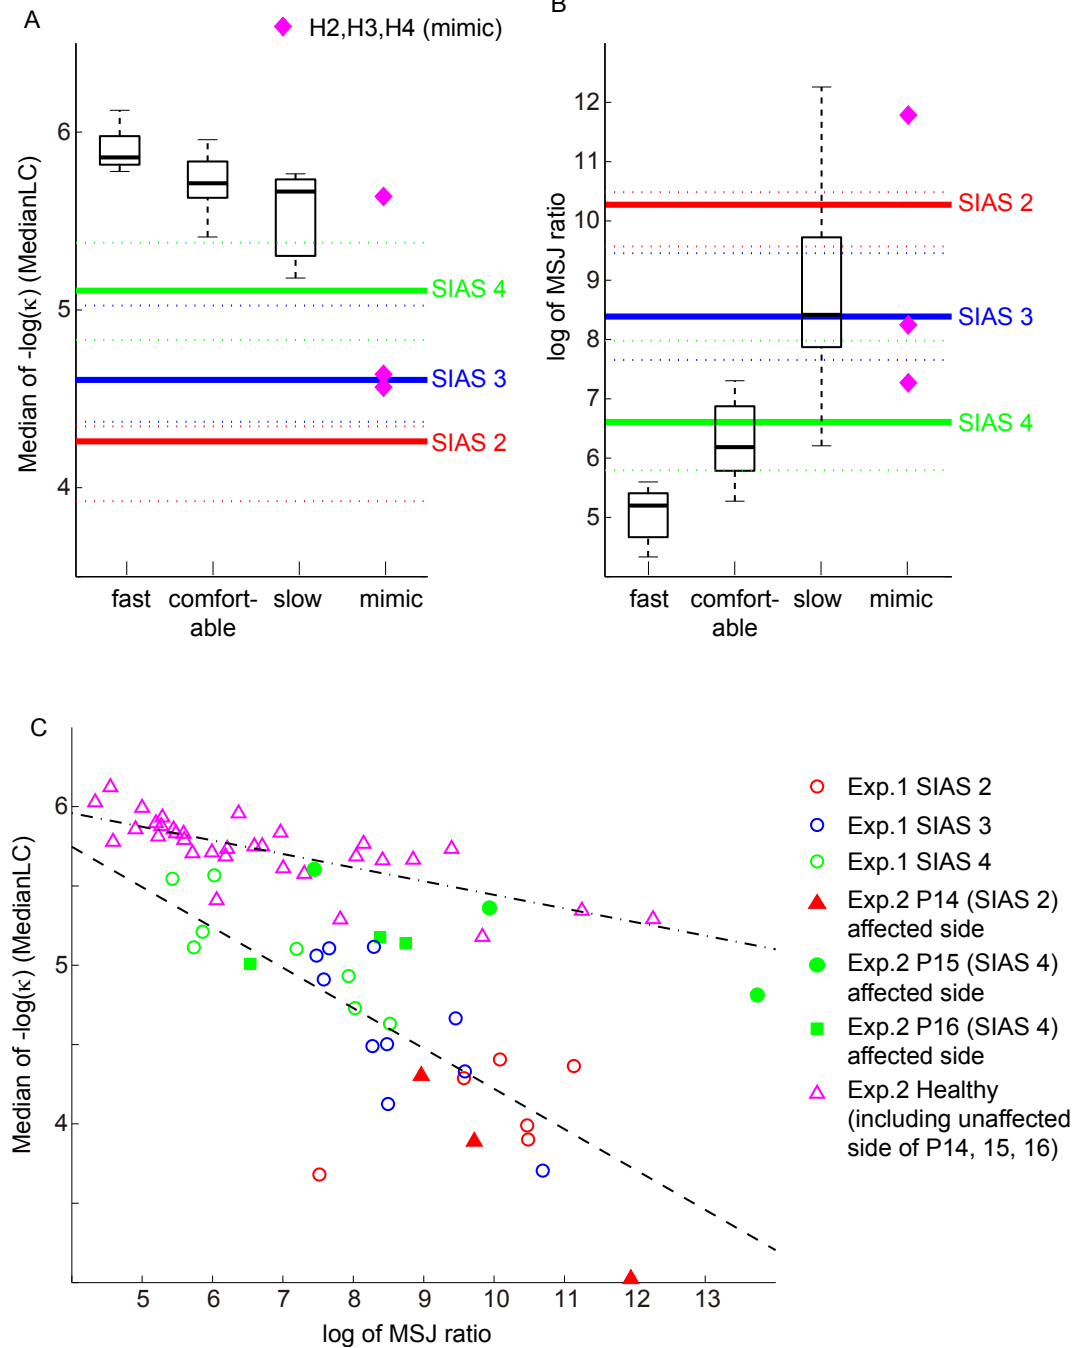 A
H2,H3,H4 (mimic)
Median of -log(κ) (MedianLC)
6
5
4
SIAS 4
SIAS 3
SIAS 2
fast
comfort-
able
slow
mimic
B
log of MSJ ratio
12
11
10
9
8
7
6
5
SIAS 2
SIAS 3
SIAS 4
fast
comfort-
able
slow
mimic
C
Median of -log(κ) (MedianLC)
6
5
4
5
6
7
8
9
10
11
12
13
log of MSJ ratio
Exp.1 SIAS 2
Exp.1 SIAS 3
Exp.1 SIAS 4
Exp.2 P14 (SIAS 2)
affected side
Exp.2 P15 (SIAS 4)
affected side
Exp.2 P16 (SIAS 4)
affected side
Exp.2 Healthy
(including unaffected
side of P14, 15, 16)